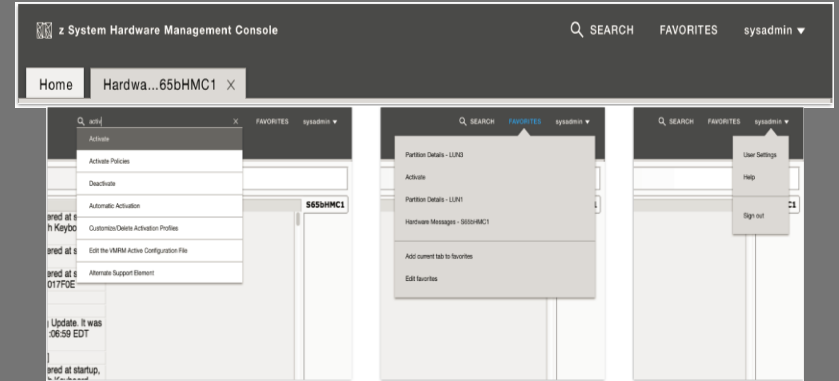 z System Hardware Management Console
SEARCH FAVORITES sysadmin ▼
Home Hardwa...65bHMC1 X
activ X FAVORITES sysadmin ▼
Activate
Activate Policies
Deactivate
Automatic Activation
Customize/Delete Activation Profiles
Edit the VMRM Active Configuration File
Alternate Support Element
S65bHMC1
ered at s
h Keybo
ered at s
ered at s
017F0E
g Update. It was
:06:59 EDT
]
ered at startup,
h Keyboard
SEARCH FAVORITES sysadmin ▼
Partition Details - LUN3
Activate
Partition Details - LUN1
Hardware Messages - S65bHMC1
Add current tab to favorites
Edit favorites
1
SEARCH FAVORITES sysadmin ▼
User Settings
Help
Sign out
C1